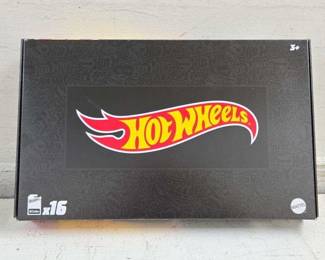 3+
HOT WHEELS
x16
MATTEL